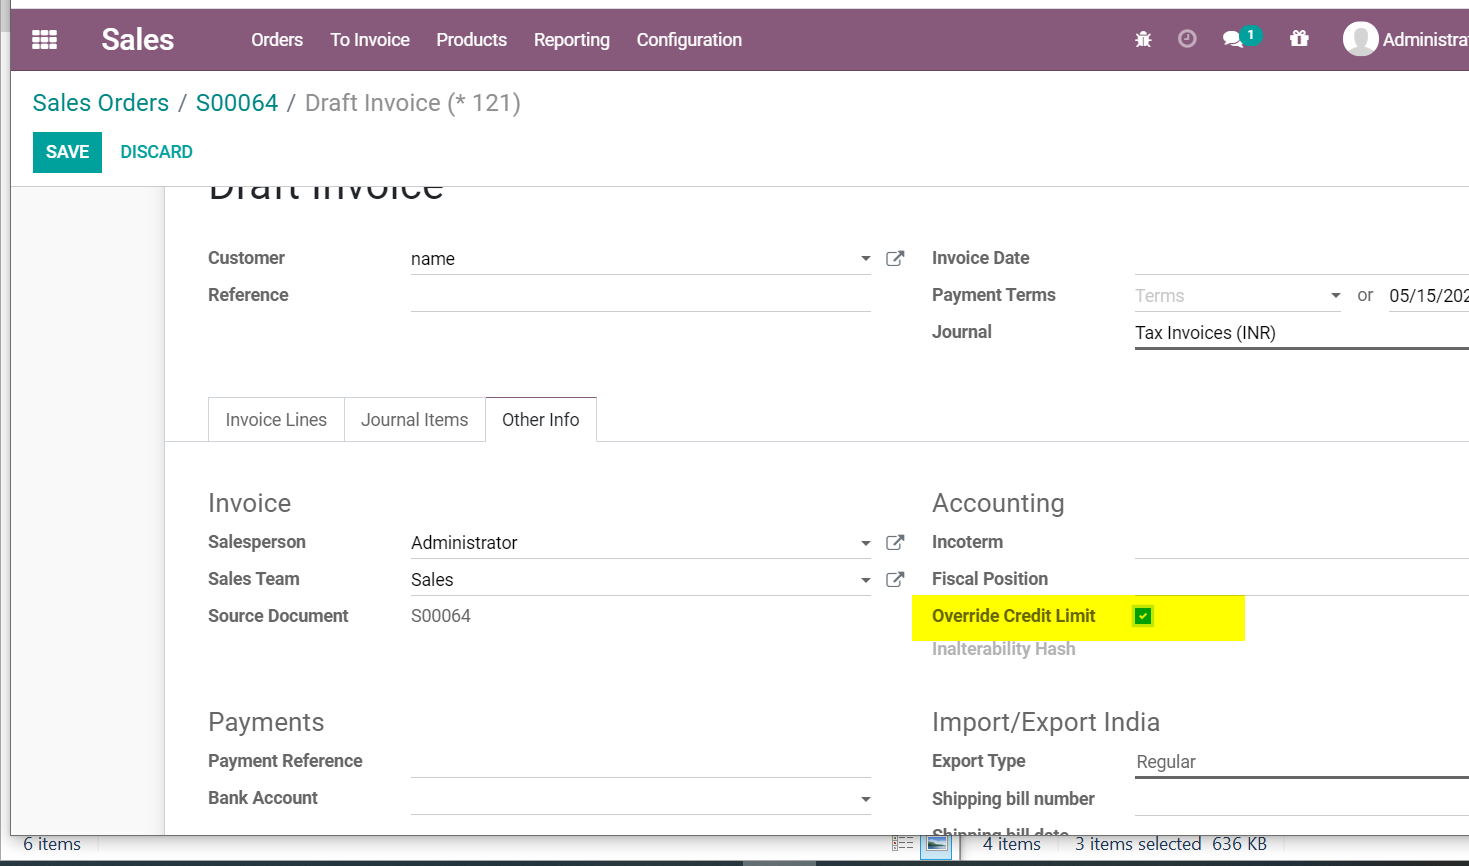 Sales Orders To Invoice Products Reporting Configuration 1 Administra
Sales Orders / S00064 / Draft Invoice (* 121)
SAVE DISCARD
Draft Invoice
Customer name Invoice Date
Reference Payment Terms Terms or 05/15/202
Journal Tax Invoices (INR)
Invoice Lines Journal Items Other Info
Invoice Accounting
Salesperson Administrator Incoterm
Sales Team Sales Fiscal Position
Source Document S00064 Override Credit Limit
Inalterability Hash
Payments Import/Export India
Payment Reference Export Type Regular
Bank Account Shipping bill number
Shipping bill date
6 items 4 items 3 items selected 636 KB